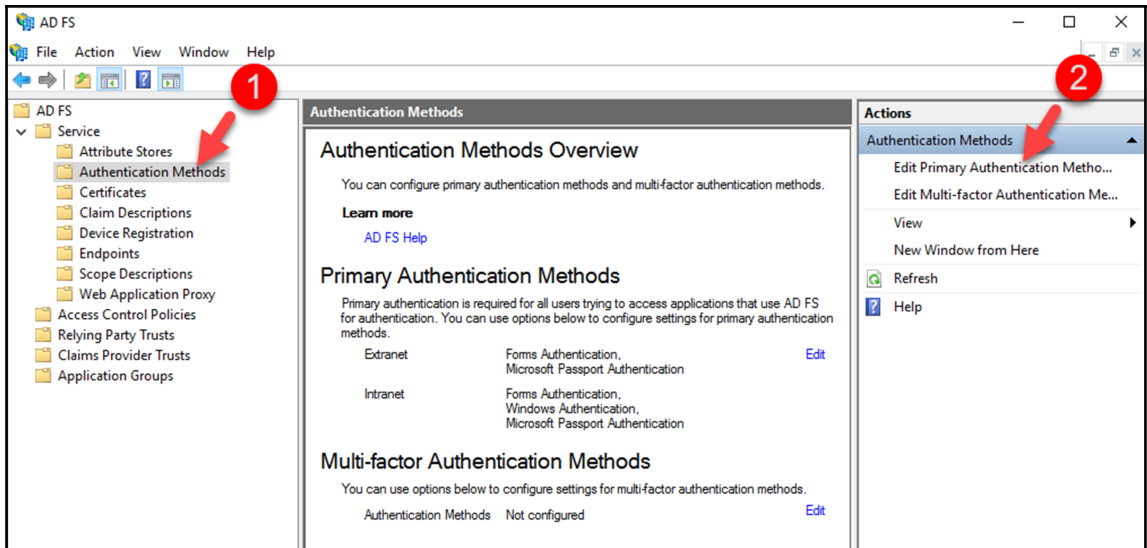 AD FS
File Action View Window Help
1
2
AD FS
Service
Attribute Stores
Authentication Methods
Certificates
Claim Descriptions
Device Registration
Endpoints
Scope Descriptions
Web Application Proxy
Access Control Policies
Relying Party Trusts
Claims Provider Trusts
Application Groups
Authentication Methods
Authentication Methods Overview
You can configure primary authentication methods and multi-factor authentication methods.
Learn more
AD FS Help
Primary Authentication Methods
Primary authentication is required for all users trying to access applications that use AD FS
for authentication. You can use options below to configure settings for primary authentication
methods.
Extranet Forms Authentication, Edit
Microsoft Passport Authentication
Intranet Forms Authentication,
Windows Authentication,
Microsoft Passport Authentication
Multi-factor Authentication Methods
You can use options below to configure settings for multi-factor authentication methods.
Authentication Methods Not configured Edit
Actions
Authentication Methods
Edit Primary Authentication Metho...
Edit Multi-factor Authentication Me...
View
New Window from Here
Refresh
Help